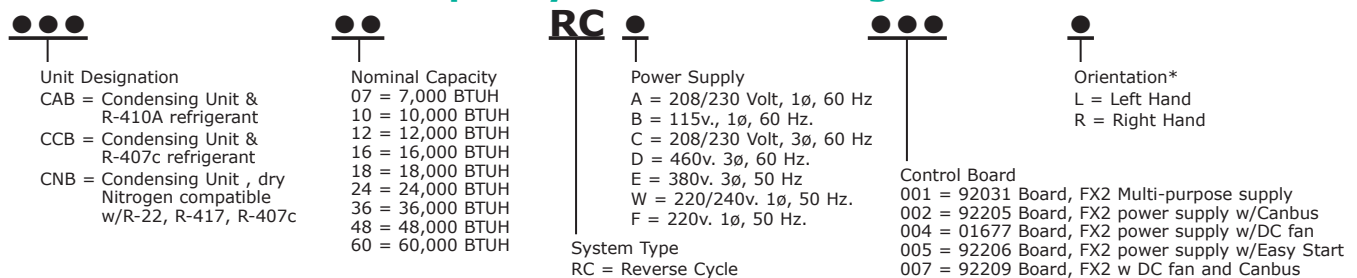 ●●● ●● RC ● ●●● ●
Unit Designation
CAB = Condensing Unit &
R-410A refrigerant
CCB = Condensing Unit &
R-407c refrigerant
CNB = Condensing Unit , dry
Nitrogen compatible
w/R-22, R-417, R-407c
Nominal Capacity
07 = 7,000 BTUH
10 = 10,000 BTUH
12 = 12,000 BTUH
16 = 16,000 BTUH
18 = 18,000 BTUH
24 = 24,000 BTUH
36 = 36,000 BTUH
48 = 48,000 BTUH
60 = 60,000 BTUH
System Type
RC = Reverse Cycle
Power Supply
A = 208/230 Volt, 1ø, 60 Hz
B = 115v., 1ø, 60 Hz.
C = 208/230 Volt, 3ø, 60 Hz
D = 460v. 3ø, 60 Hz.
E = 380v. 3ø, 50 Hz
W = 220/240v. 1ø, 50 Hz.
F = 220v. 1ø, 50 Hz.
Control Board
001 = 92031 Board, FX2 Multi-purpose supply
002 = 92205 Board, FX2 power supply w/Canbus
004 = 01677 Board, FX2 power supply w/DC fan
005 = 92206 Board, FX2 power supply w/Easy Start
007 = 92209 Board, FX2 w DC fan and Canbus
Orientation*
L = Left Hand
R = Right Hand